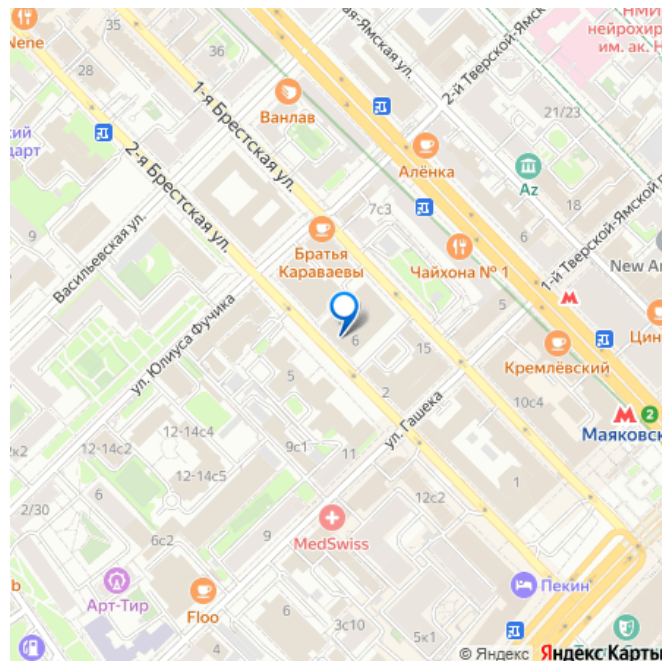 Nene
36
35
28
ая-Ямская ул.
НМИ
нейрохир
им. ак. Н
2-й Тверской-Ямск
1-я Брестская ул.
Ванлав
21/23
кий
дарт
2-я Брестская ул.
Алёнка
Az
18
9
7с3
6
Васильевская ул.
Братья
Караваевы
Чайхона № 1
1-й Тверской-Ямской п
New Ar
5
ул. Юлиуса Фучика
6
15
Кремлёвский
Цин
5
2
10с4
2
Маяковск
ул. Гашека
12-14с4
9с1
11
12-14с5
1
2/30
6
12с2
9
MedSwiss
6с2
Арт-Тир
Floo
Пекин
b
3с10
4
5к1
© Яндекс Яндекс Карты